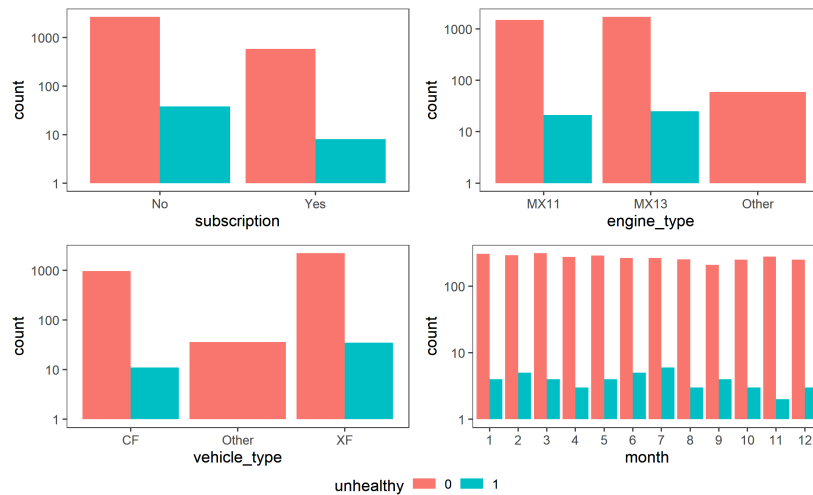 count
1000
100
10
1
No
Yes
subscription
count
1000
100
10
1
MX11
MX13
Other
engine_type
count
1000
100
10
1
CF
Other
XF
vehicle_type
count
100
10
1
1 2 3 4 5 6 7 8 9 10 11 12
month
unhealthy 0 1